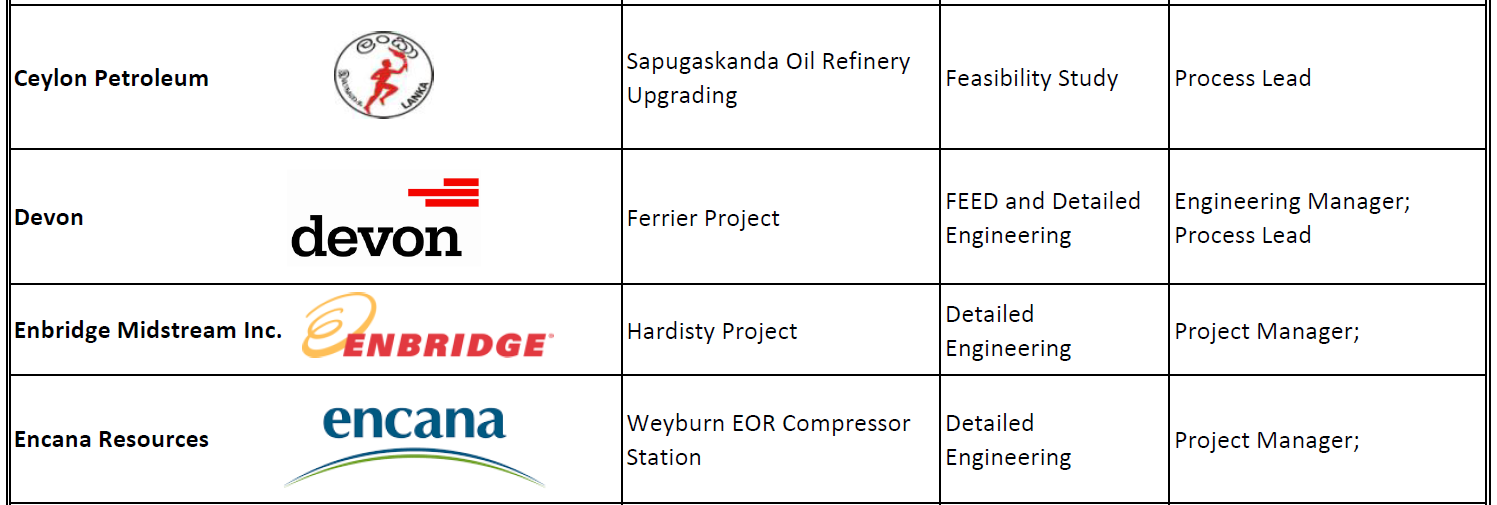 Ceylon Petroleum
ලංකා
LANKA
Sapugaskanda Oil Refinery
Upgrading
Feasibility Study
Process Lead
Devon
devon
Ferrier Project
FEED and Detailed
Engineering
Engineering Manager;
Process Lead
Enbridge Midstream Inc.
ENBRIDGE
Hardisty Project
Detailed
Engineering
Project Manager;
Encana Resources
encana
Weyburn EOR Compressor
Station
Detailed
Engineering
Project Manager;